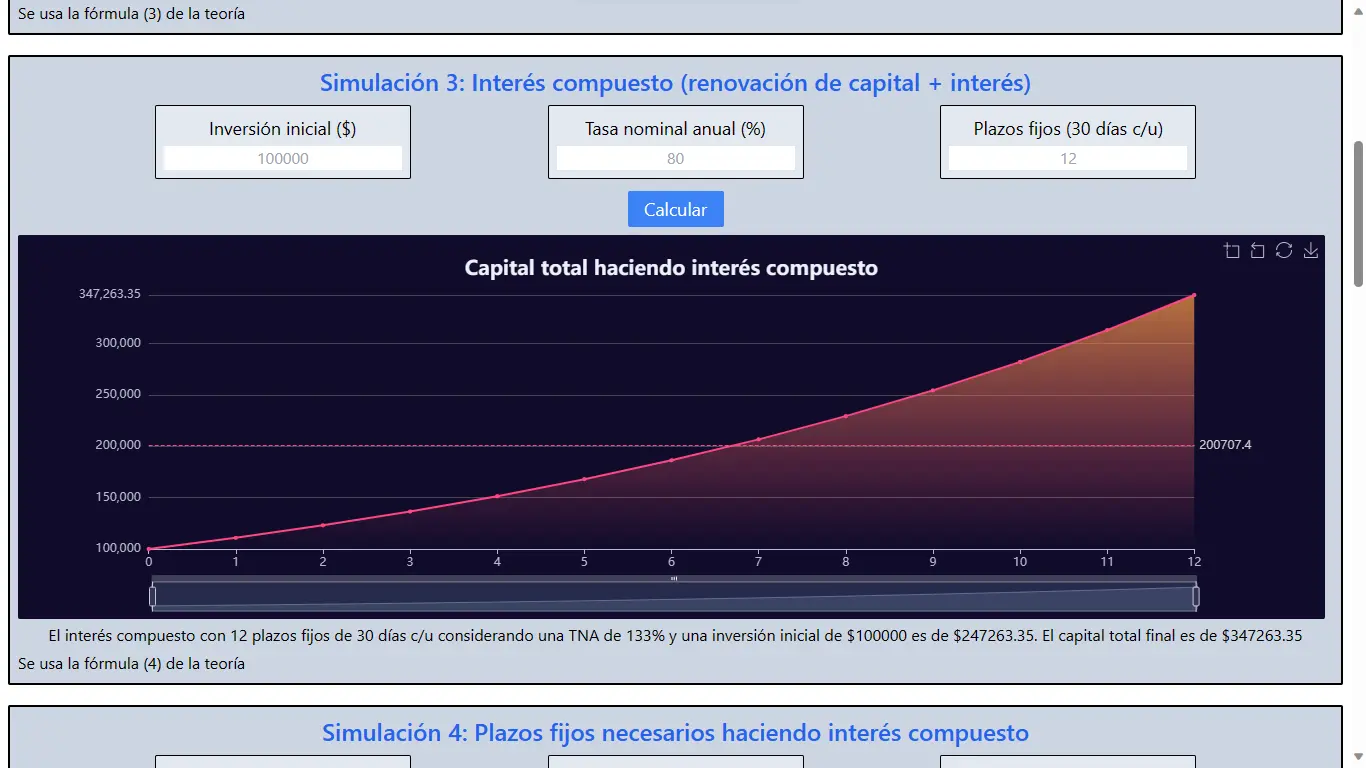 Se usa la fórmula (3) de la teoría
Simulación 3: Interés compuesto (renovación de capital + interés)
Inversión inicial ($)
100000
Tasa nominal anual (%)
80
Plazos fijos (30 días c/u)
12
Calcular
Capital total haciendo interés compuesto
347,263.35
300,000
250,000
200,000
200707.4
150,000
100,000
0 1 2 3 4 5 6 7 8 9 10 11 12
El interés compuesto con 12 plazos fijos de 30 días c/u considerando una TNA de 133% y una inversión inicial de $100000 es de $247263.35. El capital total final es de $347263.35
Se usa la fórmula (4) de la teoría
Simulación 4: Plazos fijos necesarios haciendo interés compuesto